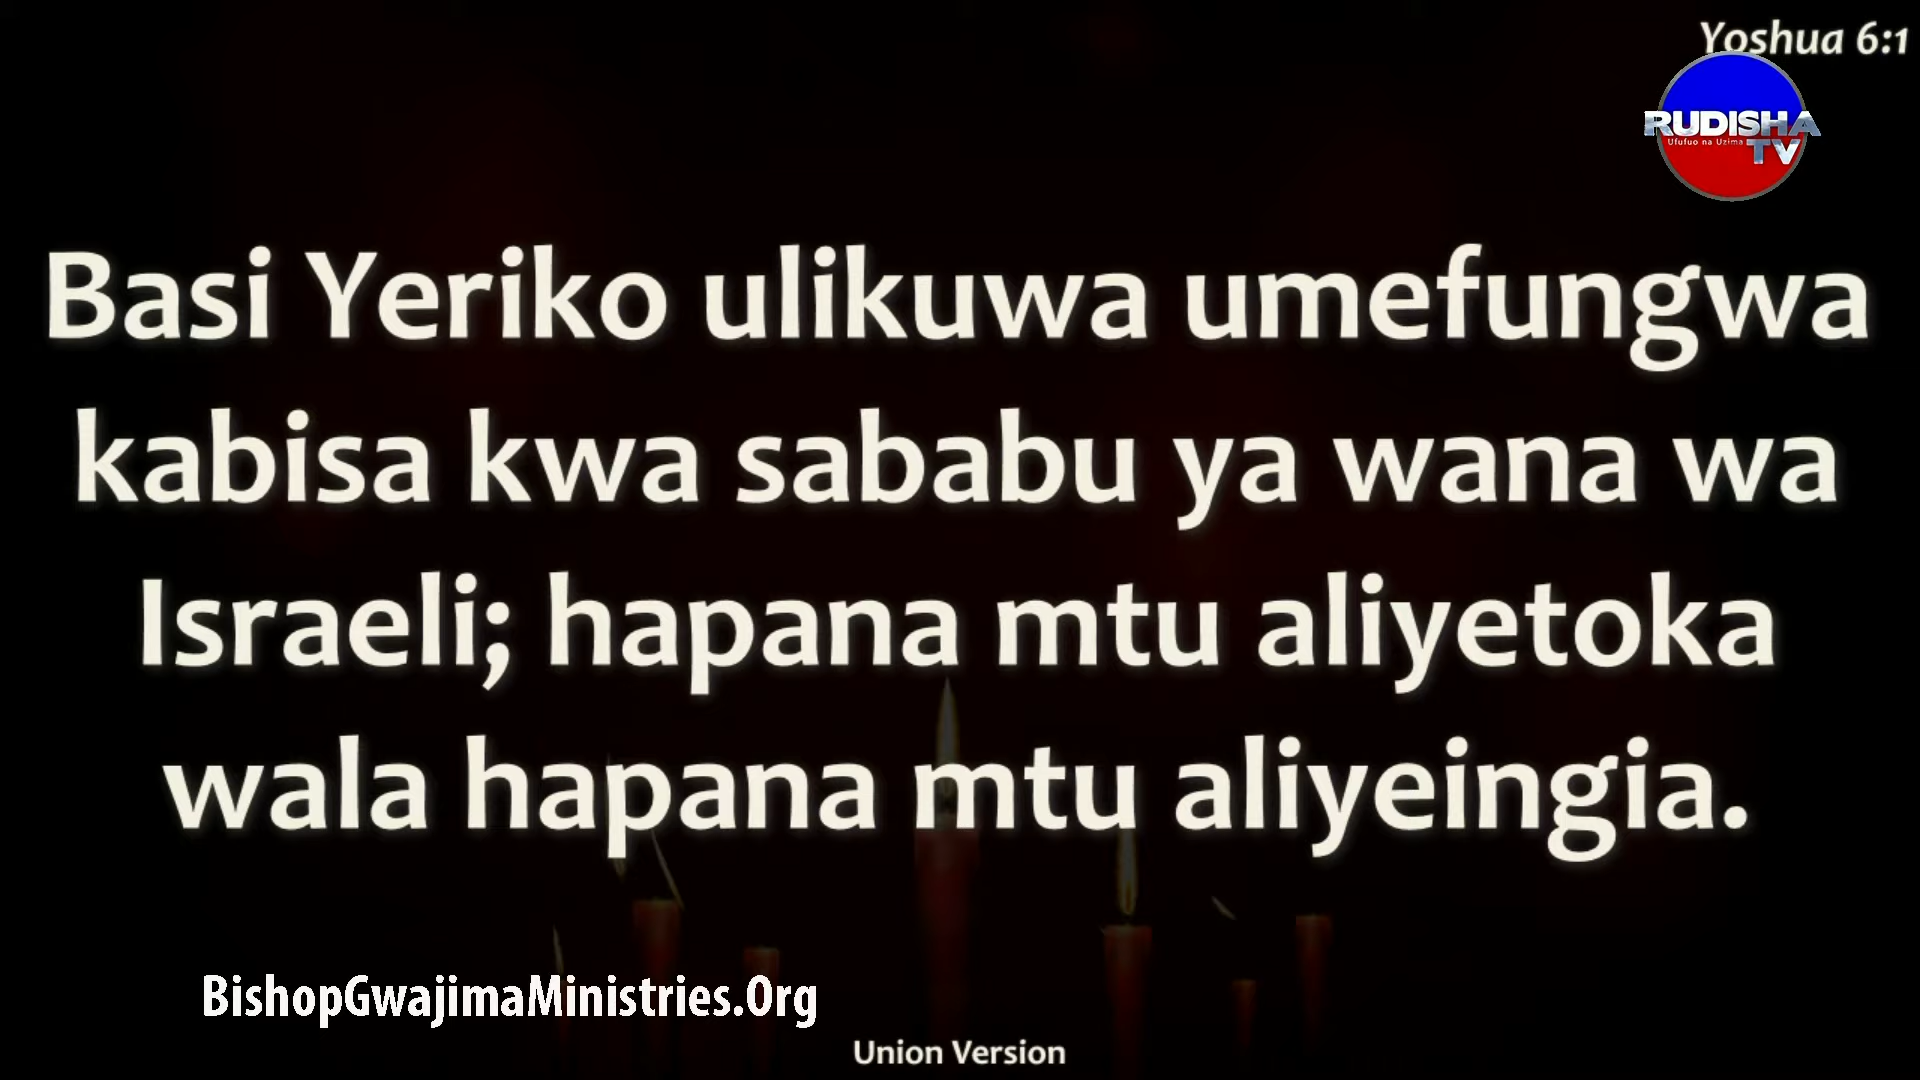 Yoshua 6:1
RUDISHA
Ufufuo na Uzima
TV
Basi Yeriko ulikuwa umefungwa
kabisa kwa sababu ya wana wa
Israeli; hapana mtu aliyetoka
wala hapana mtu aliyeingia.
BishopGwajimaMinistries.Org
Union Version